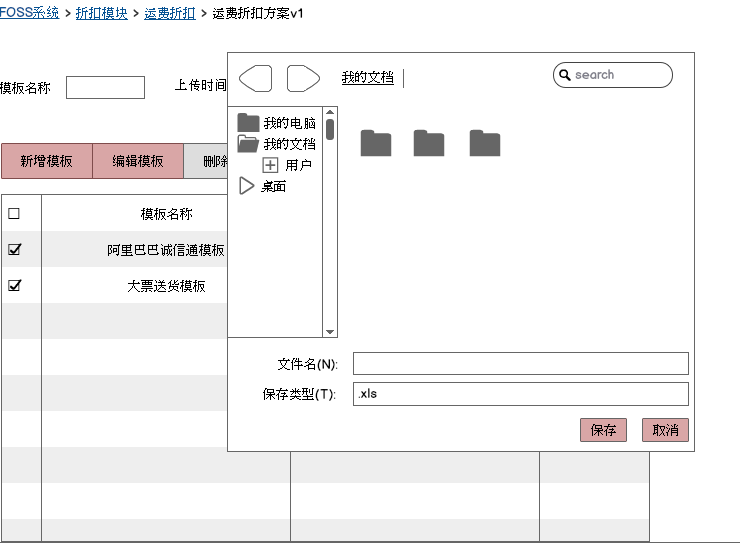 FOSS系统 > 折扣模块 > 运费折扣 > 运费折扣方案v1
我的文档
search
模板名称
上传时间
我的电脑
我的文档
用户
桌面
新增模板
编辑模板
删
模板名称
阿里巴巴诚信通模板
大票送货模板
文件名(N):
保存类型(T):
.xls
保存
取消